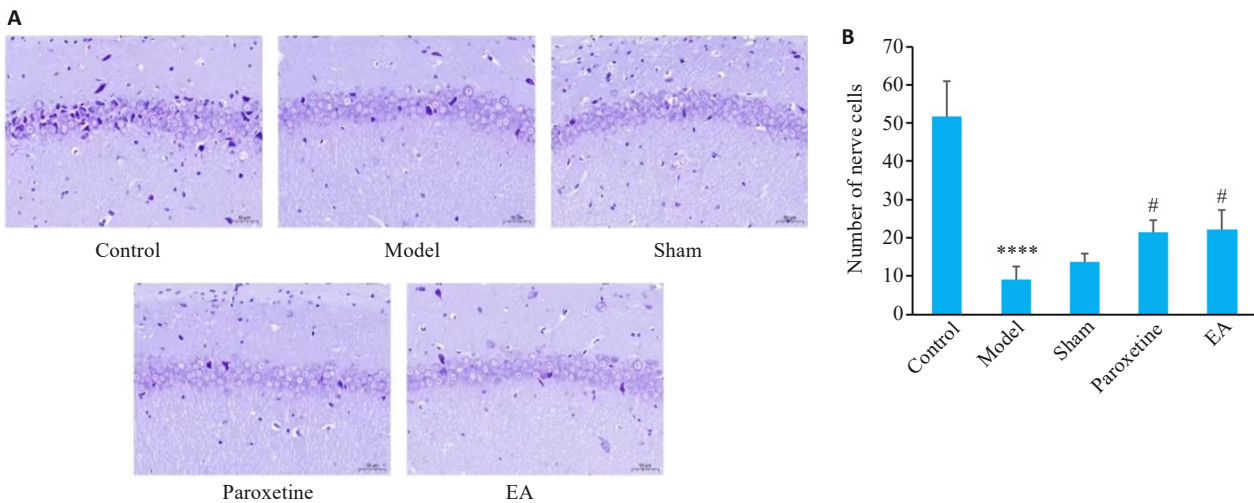 A
Control
Model
Sham
Paroxetine
EA
B
Number of nerve cells
70
60
50
40
30
20
10
0
****
#
#
Control
Model
Sham
Paroxetine
EA